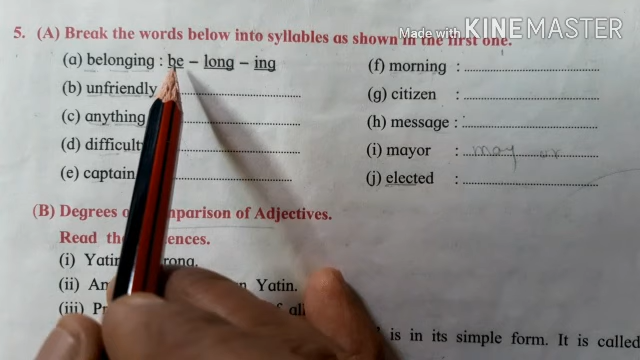 Made with KINEMASTER
5. (A) Break the words below into syllables as shown in the first one.
(a) belonging : be – long – ing
(b) unfriendly
(c) anything
(d) difficult
(e) captain
(f) morning :
(g) citizen :
(h) message :
(i) mayor : may or
(j) elected :
(B) Degrees of Comparison of Adjectives.
Read the
(i) Yatin
(ii)
Yatin.
(iii)
of all
is in its simple form. It is called